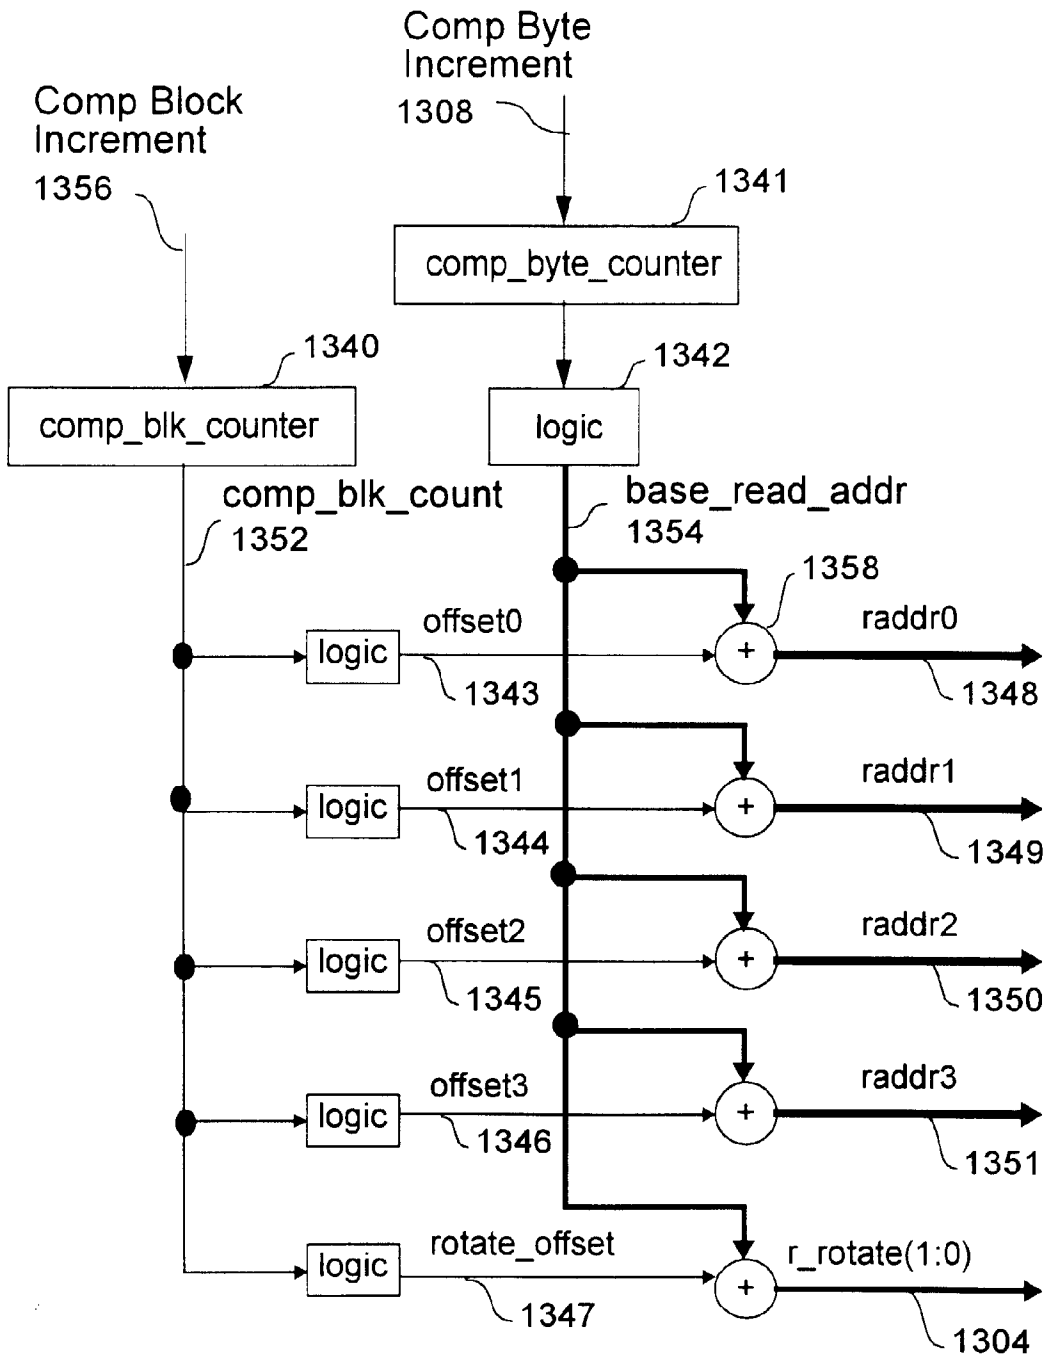 Comp Byte
Increment
1308
Comp Block
Increment
1356
1341
comp_byte_counter
1340
1342
comp_blk_counter
logic
comp_blk_count
1352
base_read_addr
1354
1358
offset0
raddr0
logic
+
1343
1348
offset1
raddr1
logic
+
1344
1349
offset2
raddr2
logic
+
1345
1350
offset3
raddr3
logic
+
1346
1351
rotate_offset
r_rotate(1:0)
logic
+
1347
1304